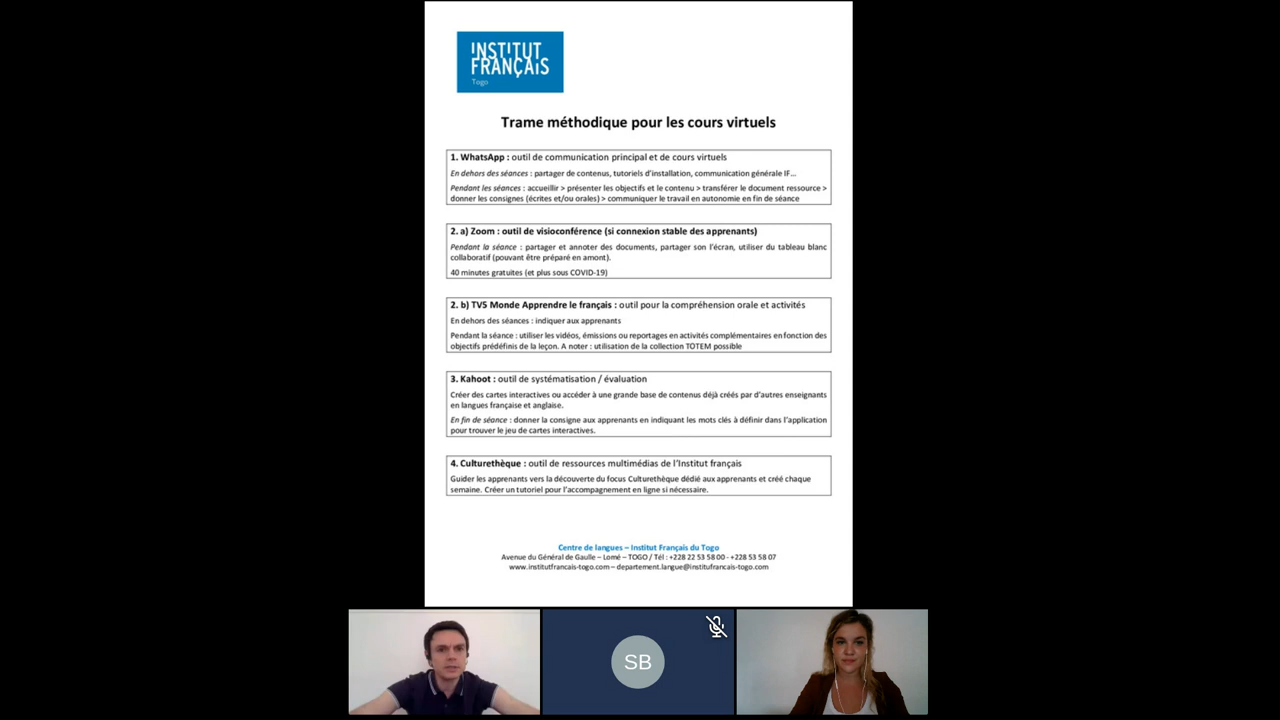 INSTITUT
FRANÇAIS
Togo
Trame méthodique pour les cours virtuels
1. WhatsApp : outil de communication principal et de cours virtuels
En dehors des séances : partager de contenus, tutoriels d'installation, communication générale IF...
Pendant les séances : accueillir > présenter les objectifs et le contenu > transférer le document ressource >
donner les consignes (écrites et/ou orales) > communiquer le travail en autonomie en fin de séance
2. a) Zoom : outil de visioconférence (si connexion stable des apprenants)
Pendant la séance : partager et annoter des documents, partager son l'écran, utiliser du tableau blanc
collaboratif (pouvant être préparé en amont).
40 minutes gratuites (et plus sous COVID-19)
2. b) TV5 Monde Apprendre le français : outil pour la compréhension orale et activités
En dehors des séances : indiquer aux apprenants
Pendant la séance : utiliser les vidéos, émissions ou reportages en activités complémentaires en fonction des
objectifs prédéfinis de la leçon. A noter : utilisation de la collection TOTEM possible
3. Kahoot : outil de systématisation / évaluation
Créer des cartes interactives ou accéder à une grande base de contenus déjà créés par d'autres enseignants
en langues française et anglaise.
En fin de séance : donner la consigne aux apprenants en indiquant les mots clés à définir dans l'application
pour trouver le jeu de cartes interactives.
4. Culturethèque : outil de ressources multimédias de l'Institut français
Guider les apprenants vers la découverte du focus Culturethèque dédié aux apprenants et créé chaque
semaine. Créer un tutoriel pour l'accompagnement en ligne si nécessaire.
Centre de langues – Institut Français du Togo
Avenue du Général de Gaulle – Lomé – TOGO / Tél : +228 22 53 58 00 - +228 53 58 07
www.institutfrancais-togo.com – departement.langue@institufrancais-togo.com
SB